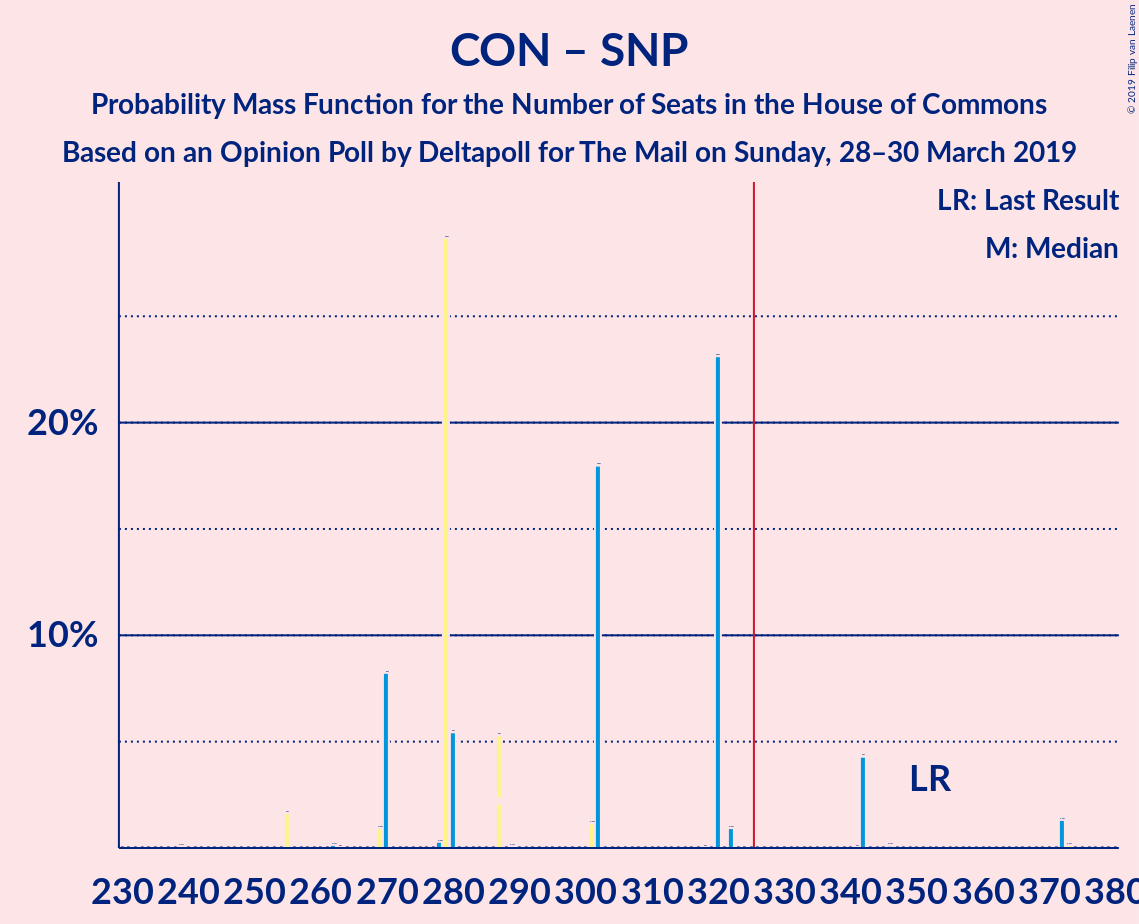 CON – SNP
Probability Mass Function for the Number of Seats in the House of Commons
Based on an Opinion Poll by Deltapoll for The Mail on Sunday, 28–30 March 2019
© 2019 Filip van Laenen
LR: Last Result
M: Median
20%
10%
LR
230 240 250 260 270 280 290 300 310 320 330 340 350 360 370 380